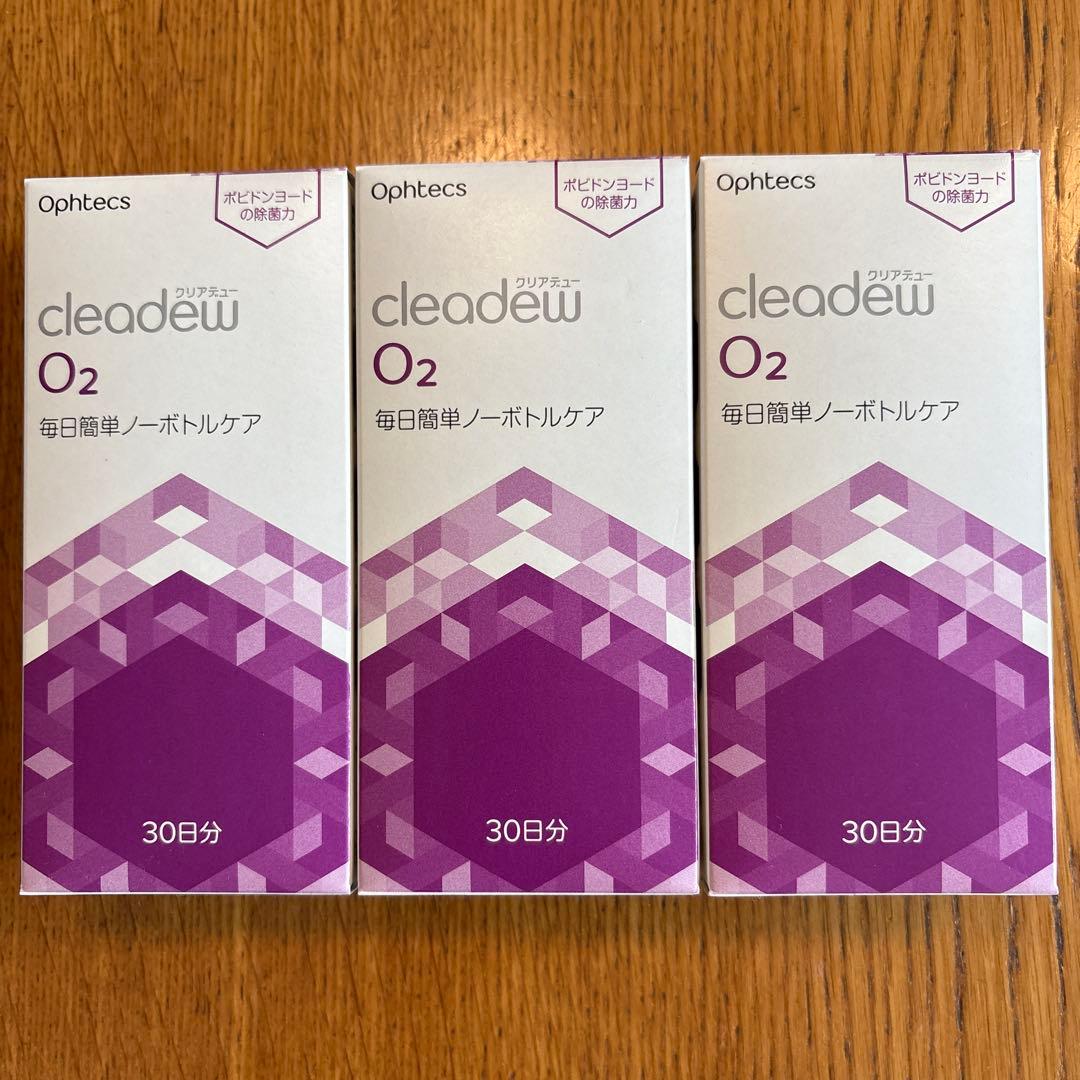 Ophtecs
ポビドンヨード
の除菌力
クリアデュー
cleadew
O2
毎日簡単ノーボトルケア
30日分
Ophtecs
ポビドンヨード
の除菌力
クリアデュー
cleadew
O2
毎日簡単ノーボトルケア
30日分
Ophtecs
ポビドンヨード
の除菌力
クリアデュー
cleadew
O2
毎日簡単ノーボトルケア
30日分